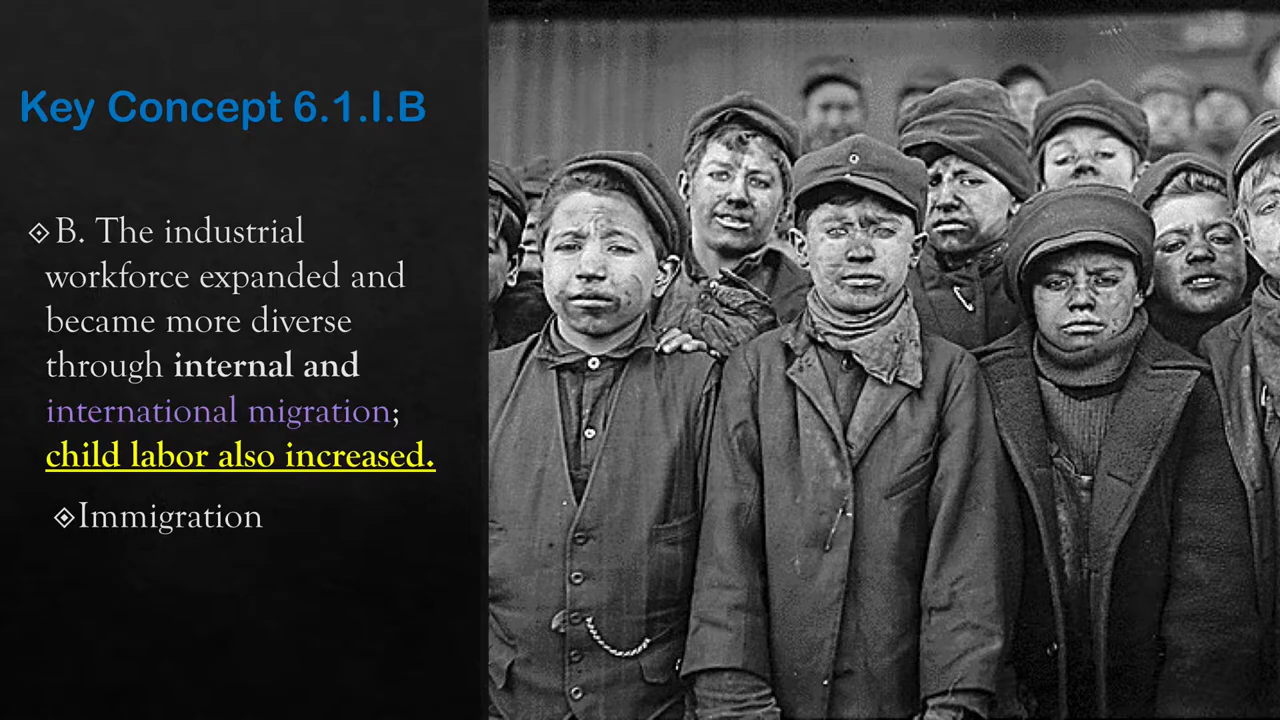 Key Concept 6.1.I.B
B. The industrial
workforce expanded and
became more diverse
through internal and
international migration;
child labor also increased.
Immigration